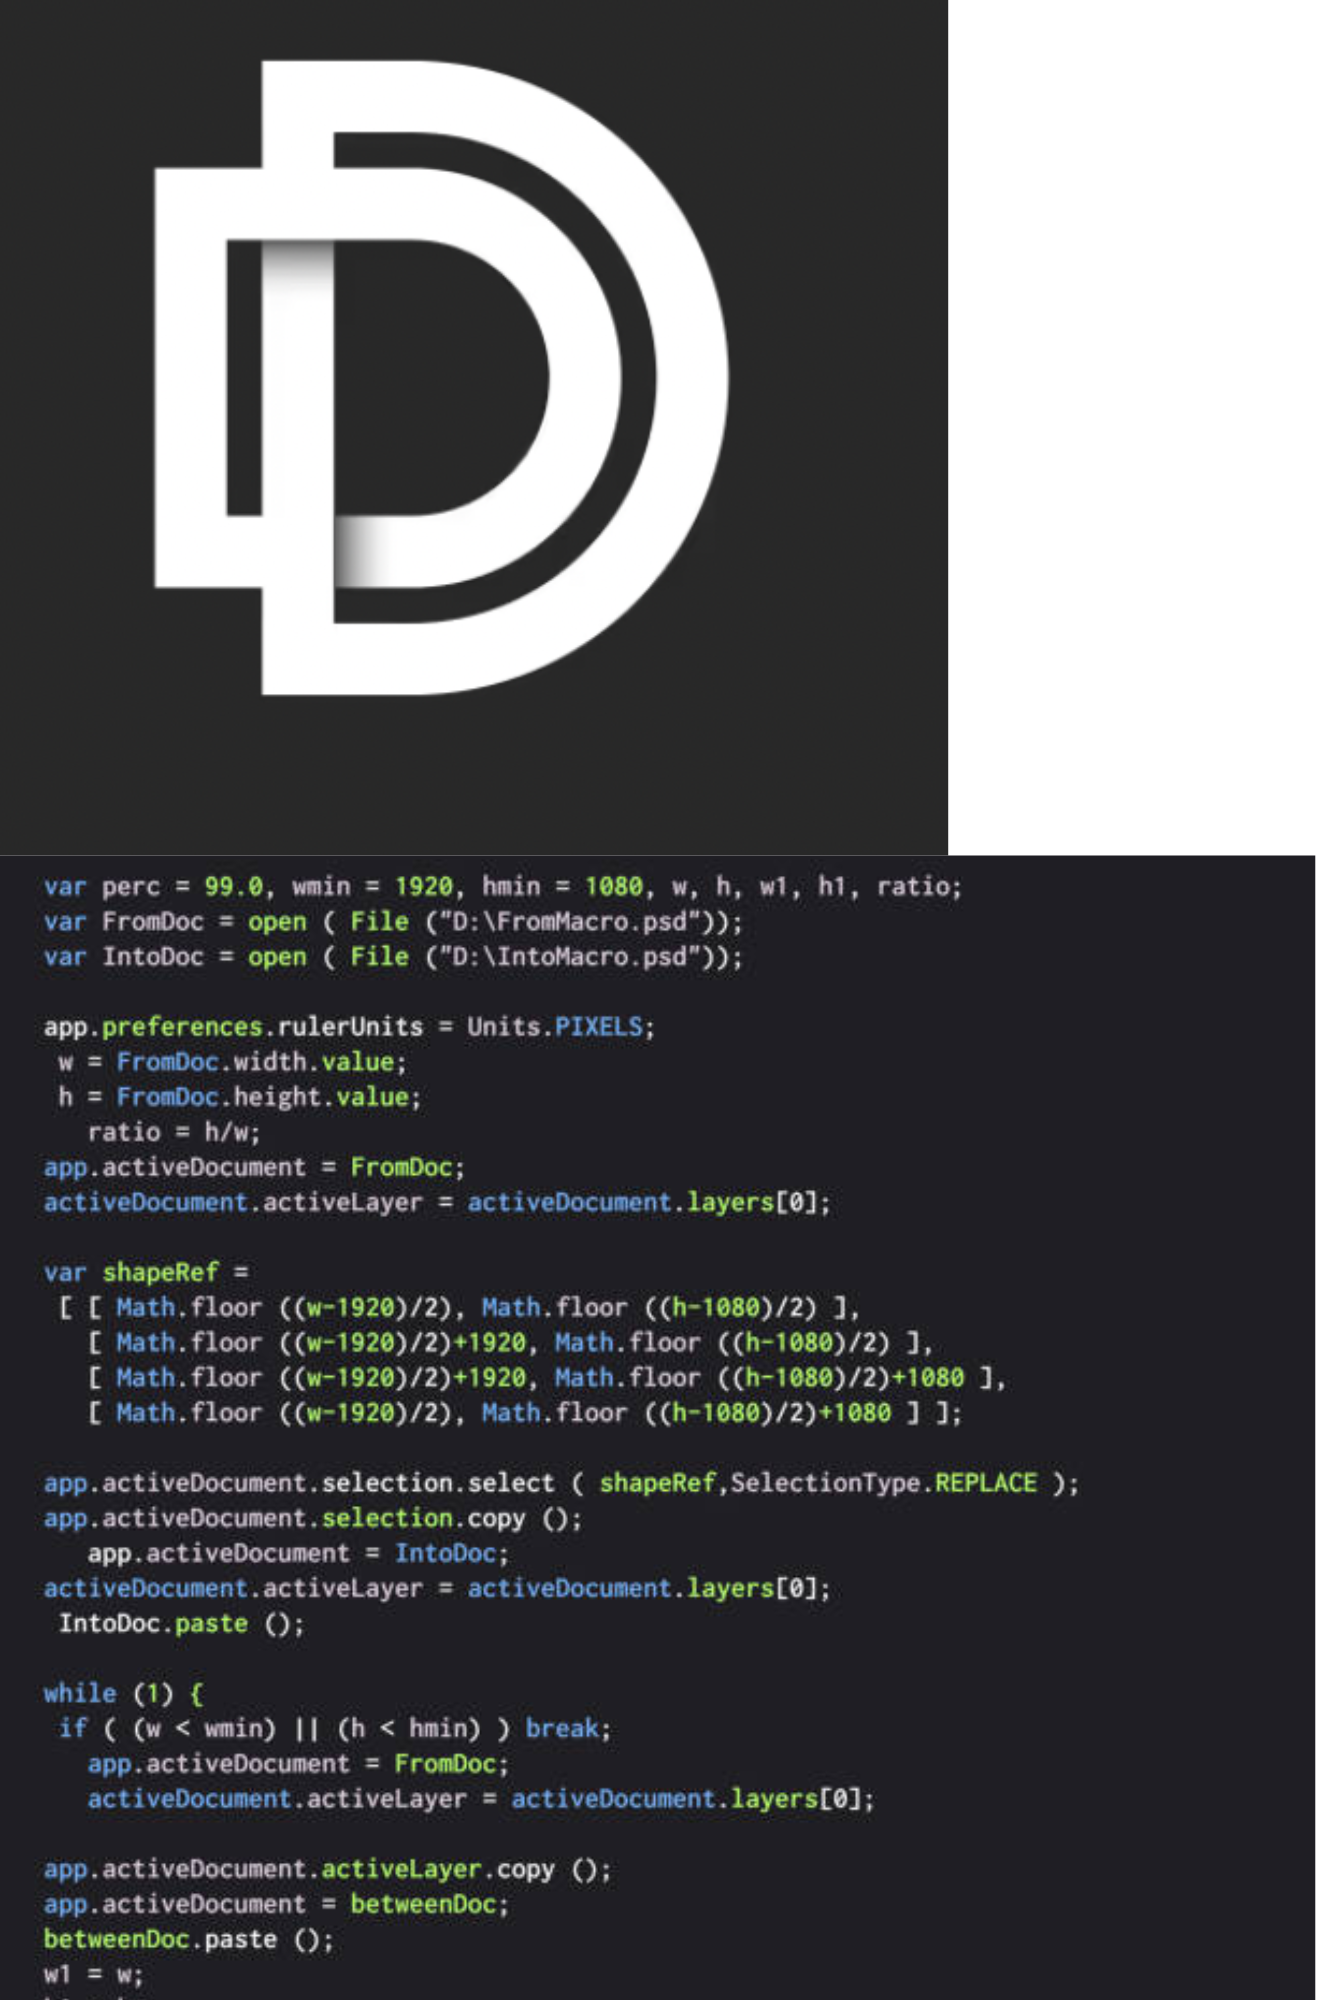 var perc = 99.0, wmin = 1920, hmin = 1080, w, h, w1, h1, ratio;
var FromDoc = open ( File ("D:\FromMacro.psd"));
var IntoDoc = open ( File ("D:\IntoMacro.psd"));
app.preferences.rulerUnits = Units.PIXELS;
w = FromDoc.width.value;
h = FromDoc.height.value;
ratio = h/w;
app.activeDocument = FromDoc;
activeDocument.activeLayer = activeDocument.layers[0];
var shapeRef =
[ [ Math.floor ((w-1920)/2), Math.floor ((h-1080)/2) ],
[ Math.floor ((w-1920)/2)+1920, Math.floor ((h-1080)/2) ],
[ Math.floor ((w-1920)/2)+1920, Math.floor ((h-1080)/2)+1080 ],
[ Math.floor ((w-1920)/2), Math.floor ((h-1080)/2)+1080 ] ];
app.activeDocument.selection.select ( shapeRef,SelectionType.REPLACE );
app.activeDocument.selection.copy ();
app.activeDocument = IntoDoc;
activeDocument.activeLayer = activeDocument.layers[0];
IntoDoc.paste ();
while (1) {
if ( (w < wmin) || (h < hmin) ) break;
app.activeDocument = FromDoc;
activeDocument.activeLayer = activeDocument.layers[0];
app.activeDocument.activeLayer.copy ();
app.activeDocument = betweenDoc;
betweenDoc.paste ();
w1 = w;